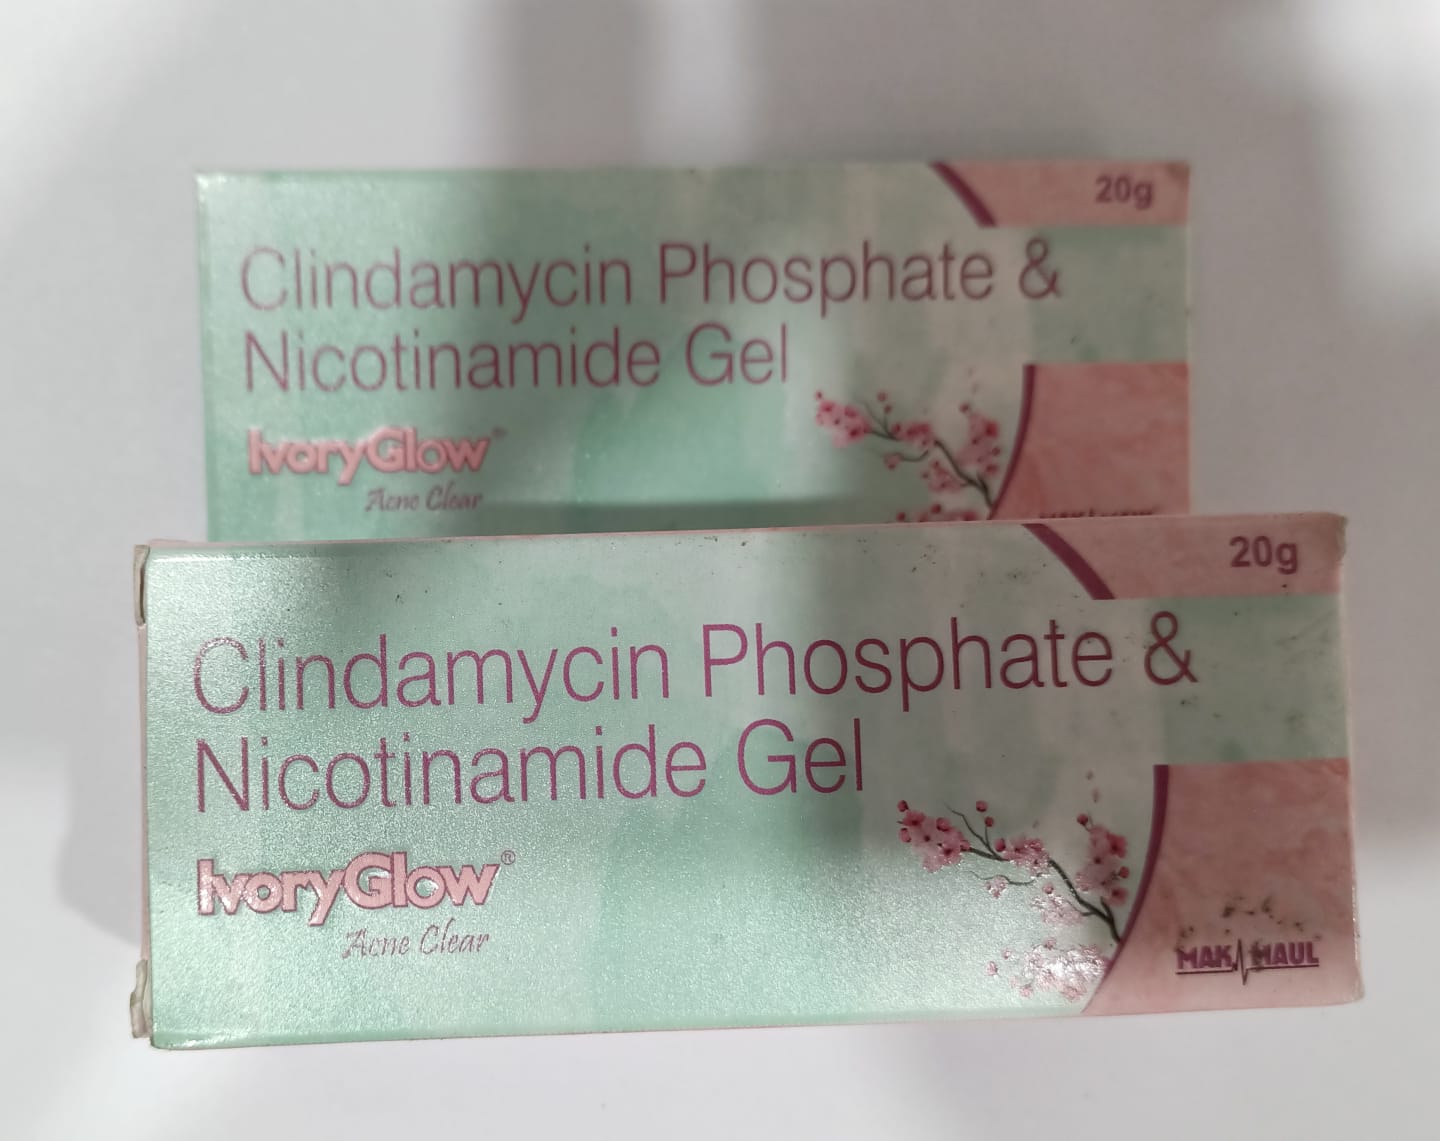 20g
Clindamycin Phosphate &
Nicotinamide Gel
IvoryGlow®
Acne Clear
20g
Clindamycin Phosphate &
Nicotinamide Gel
IvoryGlow®
Acne Clear
MAK MAUL